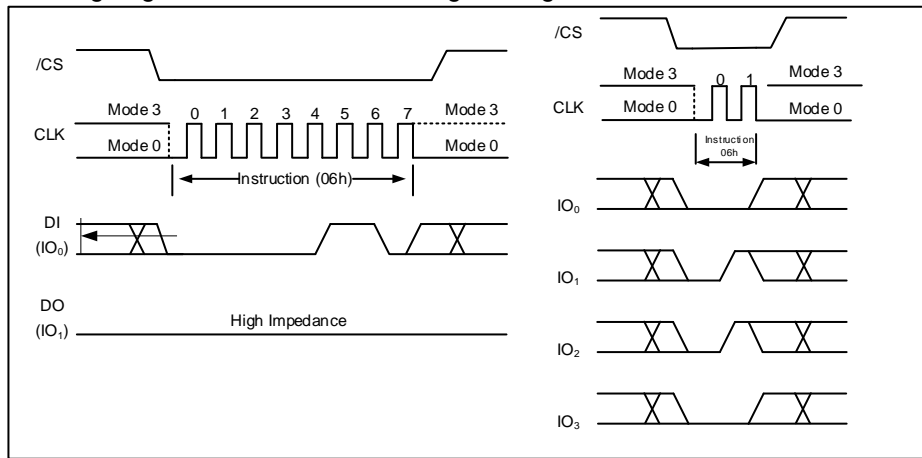 /CS
Mode 3 0 1 2 3 4 5 6 7 Mode 3
CLK
Mode 0 Mode 0
Instruction (06h)
DI
(IO₀)
DO
(IO₁)
High Impedance
/CS
Mode 3 0 1 Mode 3
CLK
Mode 0 Mode 0
Instruction
06h
IO₀
IO₁
IO₂
IO₃